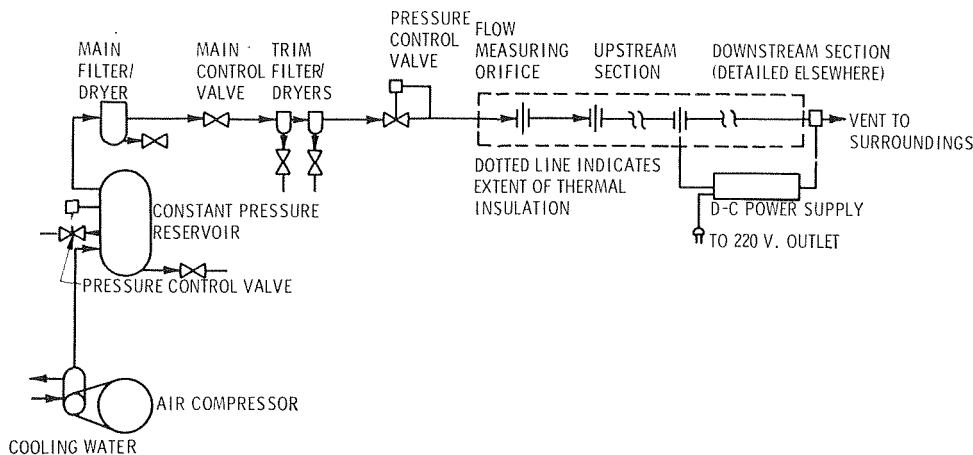 MAIN
FILTER/
DRYER
MAIN
CONTROL
VALVE
TRIM
FILTER/
DRYERS
PRESSURE
CONTROL
VALVE
FLOW
MEASURING
ORIFICE
UPSTREAM
SECTION
DOWNSTREAM SECTION
(DETAILED ELSEWHERE)
VENT TO
SURROUNDINGS
DOTTED LINE INDICATES
EXTENT OF THERMAL
INSULATION
D-C POWER SUPPLY
TO 220 V. OUTLET
CONSTANT PRESSURE
RESERVOIR
PRESSURE CONTROL VALVE
AIR COMPRESSOR
COOLING WATER